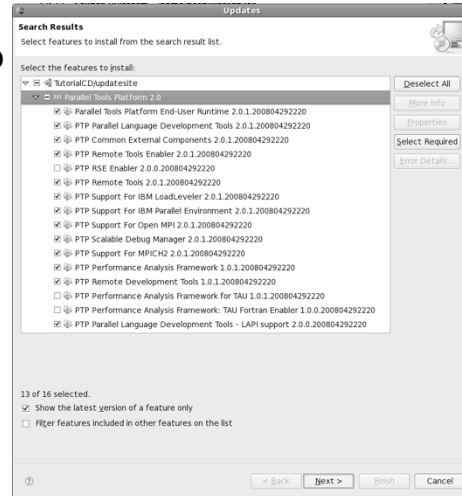 Updates
Search Results
Select features to install from the search result list.
Select the features to install:
TutorialCD/updatesite
Parallel Tools Platform 2.0
Parallel Tools Platform End-User Runtime 2.0.1.200804292220
PTP Parallel Language Development Tools 2.0.1.200804292220
PTP Common External Components 2.0.1.200804292220
PTP Remote Tools Enabler 2.0.1.200804292220
PTP RSE Enabler 2.0.0.200804292220
PTP Remote Tools 2.0.1.200804292220
PTP Support For IBM LoadLeveler 2.0.1.200804292220
PTP Support For IBM Parallel Environment 2.0.1.200804292220
PTP Support For Open MPI 2.0.1.200804292220
PTP Scalable Debug Manager 2.0.1.200804292220
PTP Support For MPICH2 2.0.1.200804292220
PTP Performance Analysis Framework 1.0.1.200804292220
PTP Remote Development Tools 1.0.1.200804292220
PTP Performance Analysis Framework for TAU 1.0.1.200804292220
PTP Performance Analysis Framework: TAU Fortran Enabler 1.0.0.200804292220
PTP Parallel Language Development Tools - LAPI support 2.0.0.200804292220
Deselect All
More Info
Properties
Select Required
Error Details...
13 of 16 selected.
Show the latest version of a feature only
Filter features included in other features on the list
< Back
Next >
Finish
Cancel